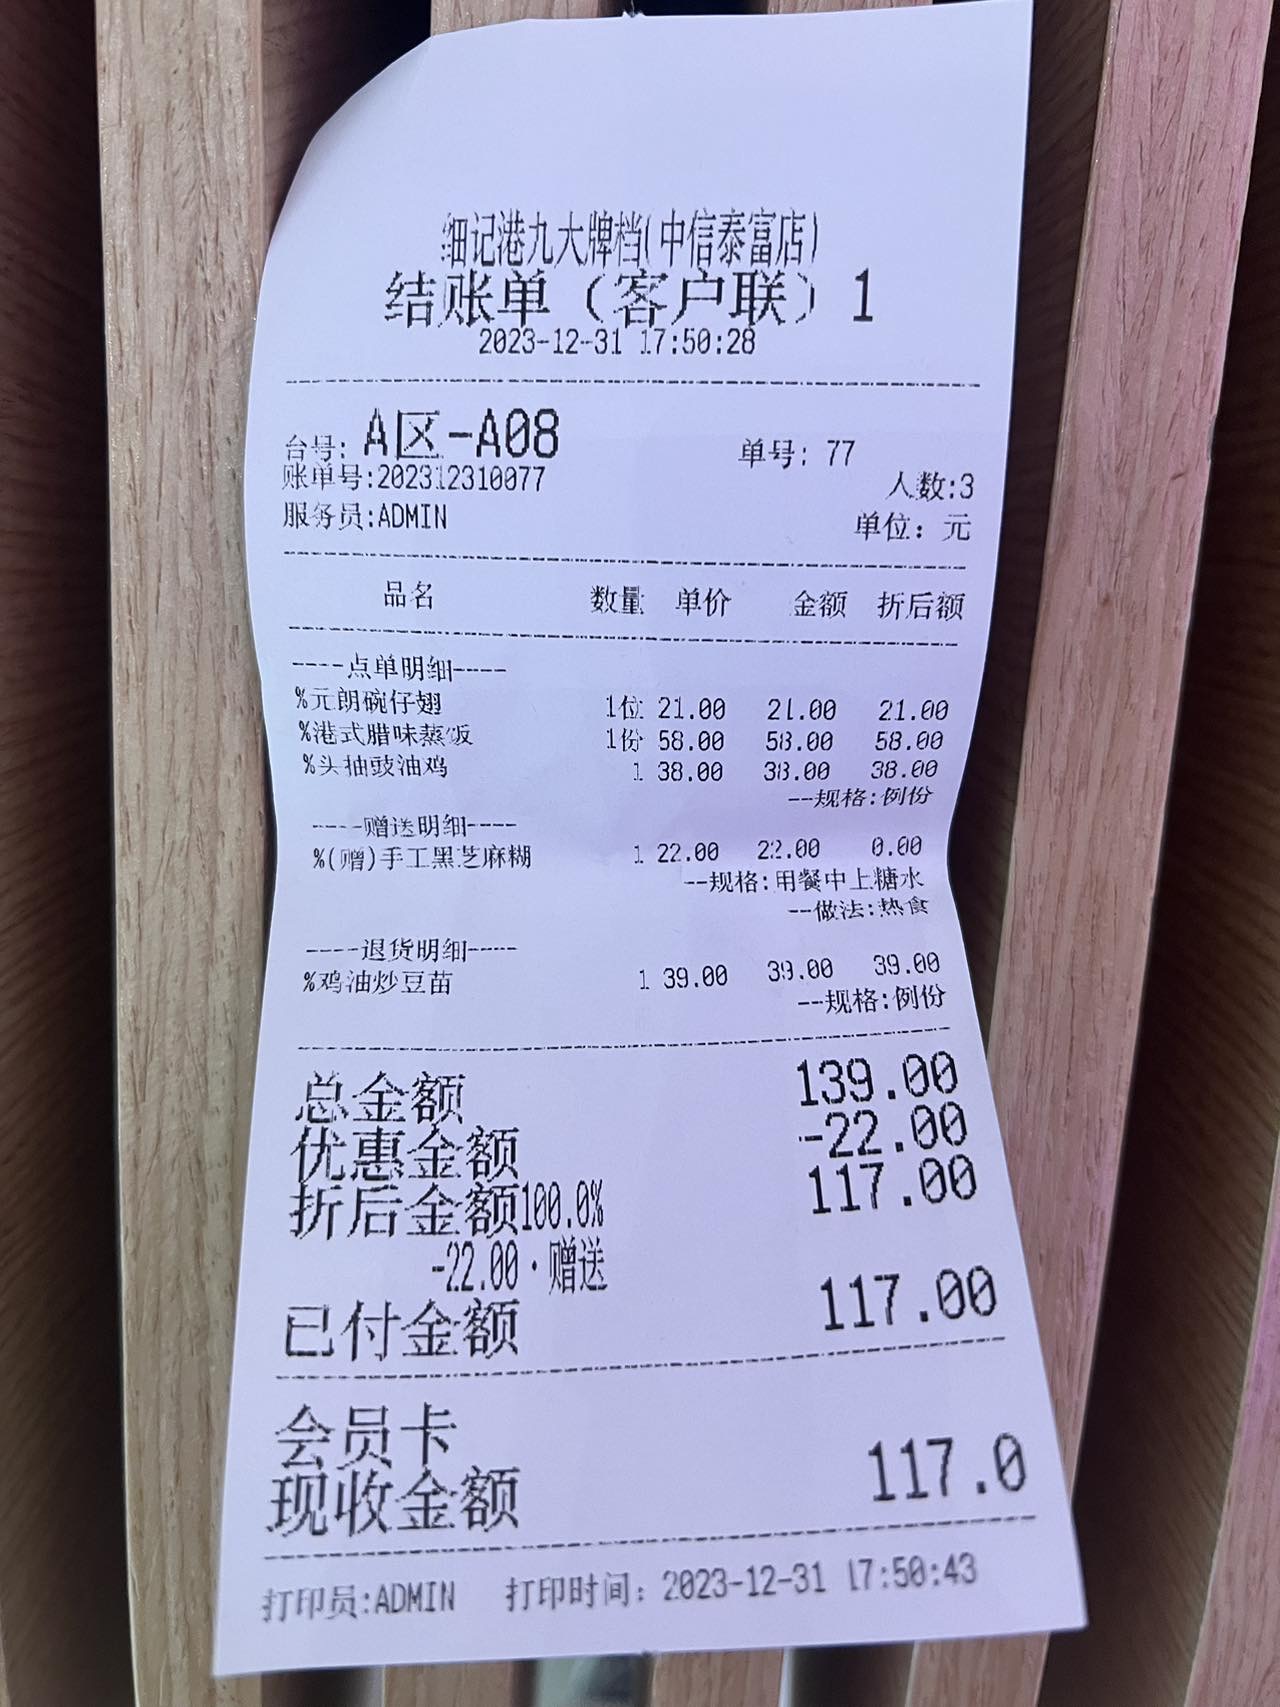 细记港九大牌档(中信泰富店)
结账单（客户联）1
2023-12-31 17:50:28
台号: A区-A08 单号: 77
账单号:202312310077 人数:3
服务员:ADMIN 单位: 元
品名 数量 单价 金额 折后额
----点单明细----
%元朗碗仔翅 1位 21.00 21.00 21.00
%港式腊味蒸饭 1份 58.00 58.00 58.00
%头抽豉油鸡 1 38.00 38.00 38.00
--规格:例份
----赠送明细----
%(赠)手工黑芝麻糊 1 22.00 22.00 0.00
--规格:用餐中上糖水
--做法:热食
----退货明细----
%鸡油炒豆苗 1 39.00 39.00 39.00
--规格:例份
总金额 139.00
优惠金额 -22.00
折后金额100.0% 117.00
-22.00·赠送
已付金额 117.00
会员卡
现收金额 117.0
打印员:ADMIN 打印时间: 2023-12-31 17:50:43